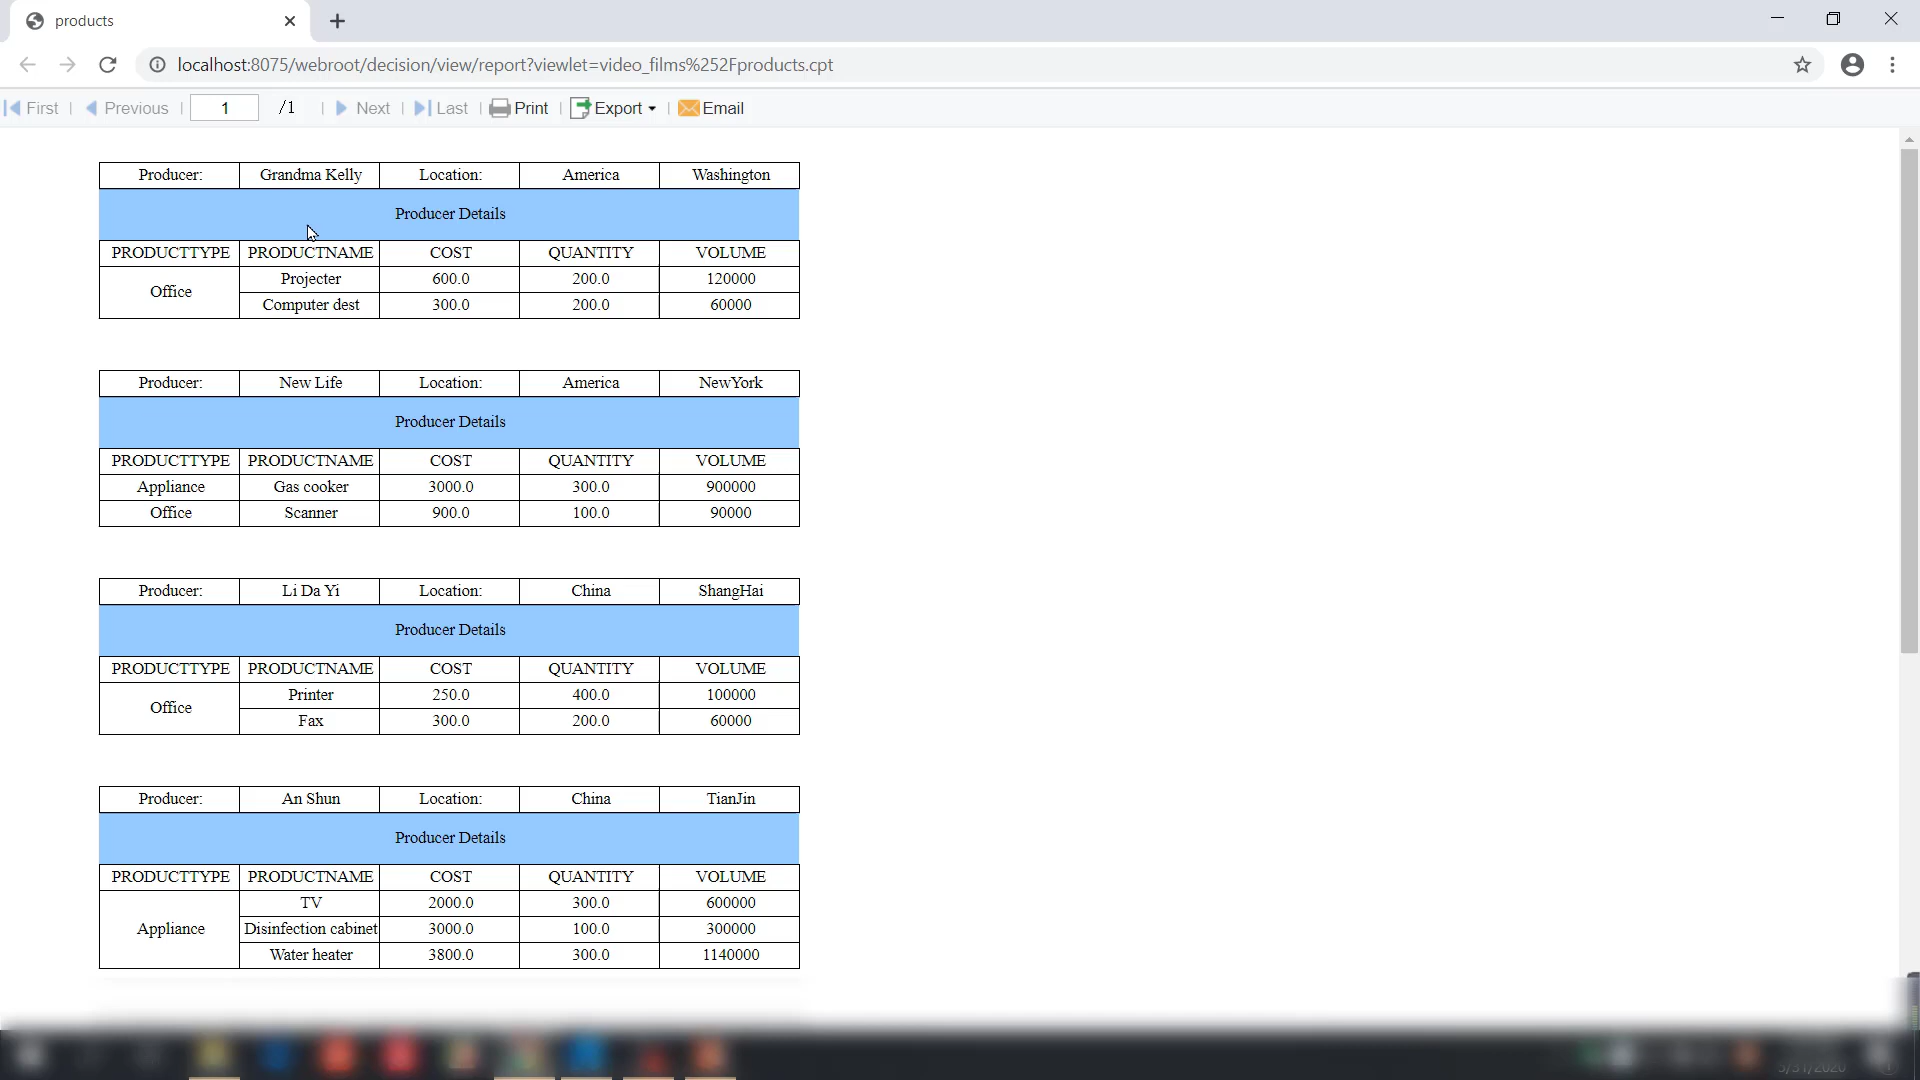 products
localhost:8075/webroot/decision/view/report?viewlet=video_films%252Fproducts.cpt
First | Previous | 1 /1 | Next | Last | Print | Export | Email
Producer: Grandma Kelly Location: America Washington
Producer Details
PRODUCTTYPE PRODUCTNAME COST QUANTITY VOLUME
Office
Projecter 600.0 200.0 120000
Computer dest 300.0 200.0 60000
Producer: New Life Location: America NewYork
Producer Details
PRODUCTTYPE PRODUCTNAME COST QUANTITY VOLUME
Appliance Gas cooker 3000.0 300.0 900000
Office Scanner 900.0 100.0 90000
Producer: Li Da Yi Location: China ShangHai
Producer Details
PRODUCTTYPE PRODUCTNAME COST QUANTITY VOLUME
Office
Printer 250.0 400.0 100000
Fax 300.0 200.0 60000
Producer: An Shun Location: China TianJin
Producer Details
PRODUCTTYPE PRODUCTNAME COST QUANTITY VOLUME
Appliance
TV 2000.0 300.0 600000
Disinfection cabinet 3000.0 100.0 300000
Water heater 3800.0 300.0 1140000
5/31/2020